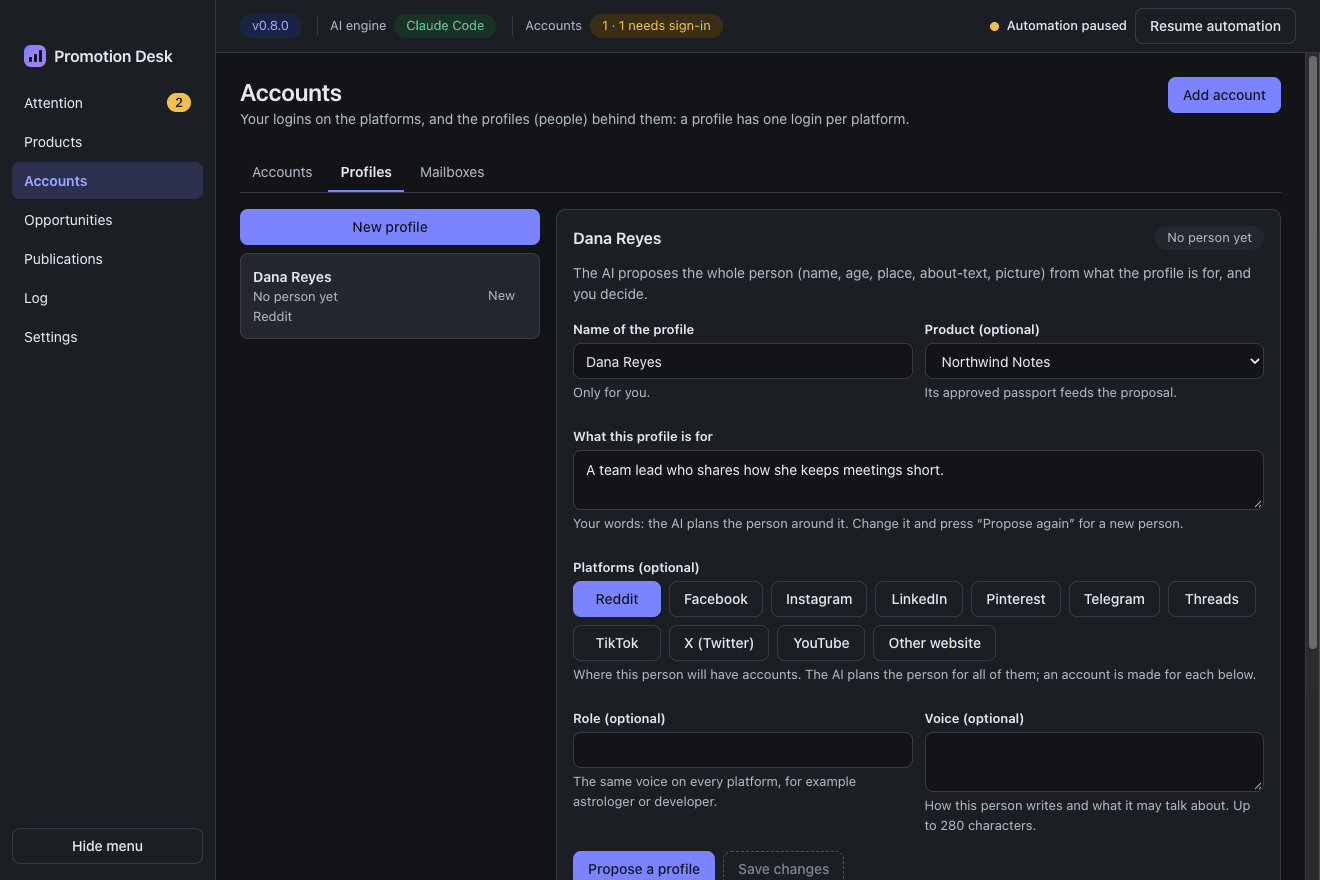 Promotion Desk
Attention 2
Products
Accounts
Opportunities
Publications
Log
Settings
Hide menu
v0.8.0 AI engine Claude Code Accounts 1 · 1 needs sign-in Automation paused Resume automation
Accounts
Add account
Your logins on the platforms, and the profiles (people) behind them: a profile has one login per platform.
Accounts Profiles Mailboxes
New profile
Dana Reyes
No person yet New
Reddit
Dana Reyes No person yet
The AI proposes the whole person (name, age, place, about-text, picture) from what the profile is for, and
you decide.
Name of the profile Product (optional)
Dana Reyes Northwind Notes
Only for you. Its approved passport feeds the proposal.
What this profile is for
A team lead who shares how she keeps meetings short.
Your words: the AI plans the person around it. Change it and press “Propose again” for a new person.
Platforms (optional)
Reddit Facebook Instagram LinkedIn Pinterest Telegram Threads
TikTok X (Twitter) YouTube Other website
Where this person will have accounts. The AI plans the person for all of them; an account is made for each below.
Role (optional) Voice (optional)
The same voice on every platform, for example
astrologer or developer.
How this person writes and what it may talk about. Up
to 280 characters.
Propose a profile Save changes